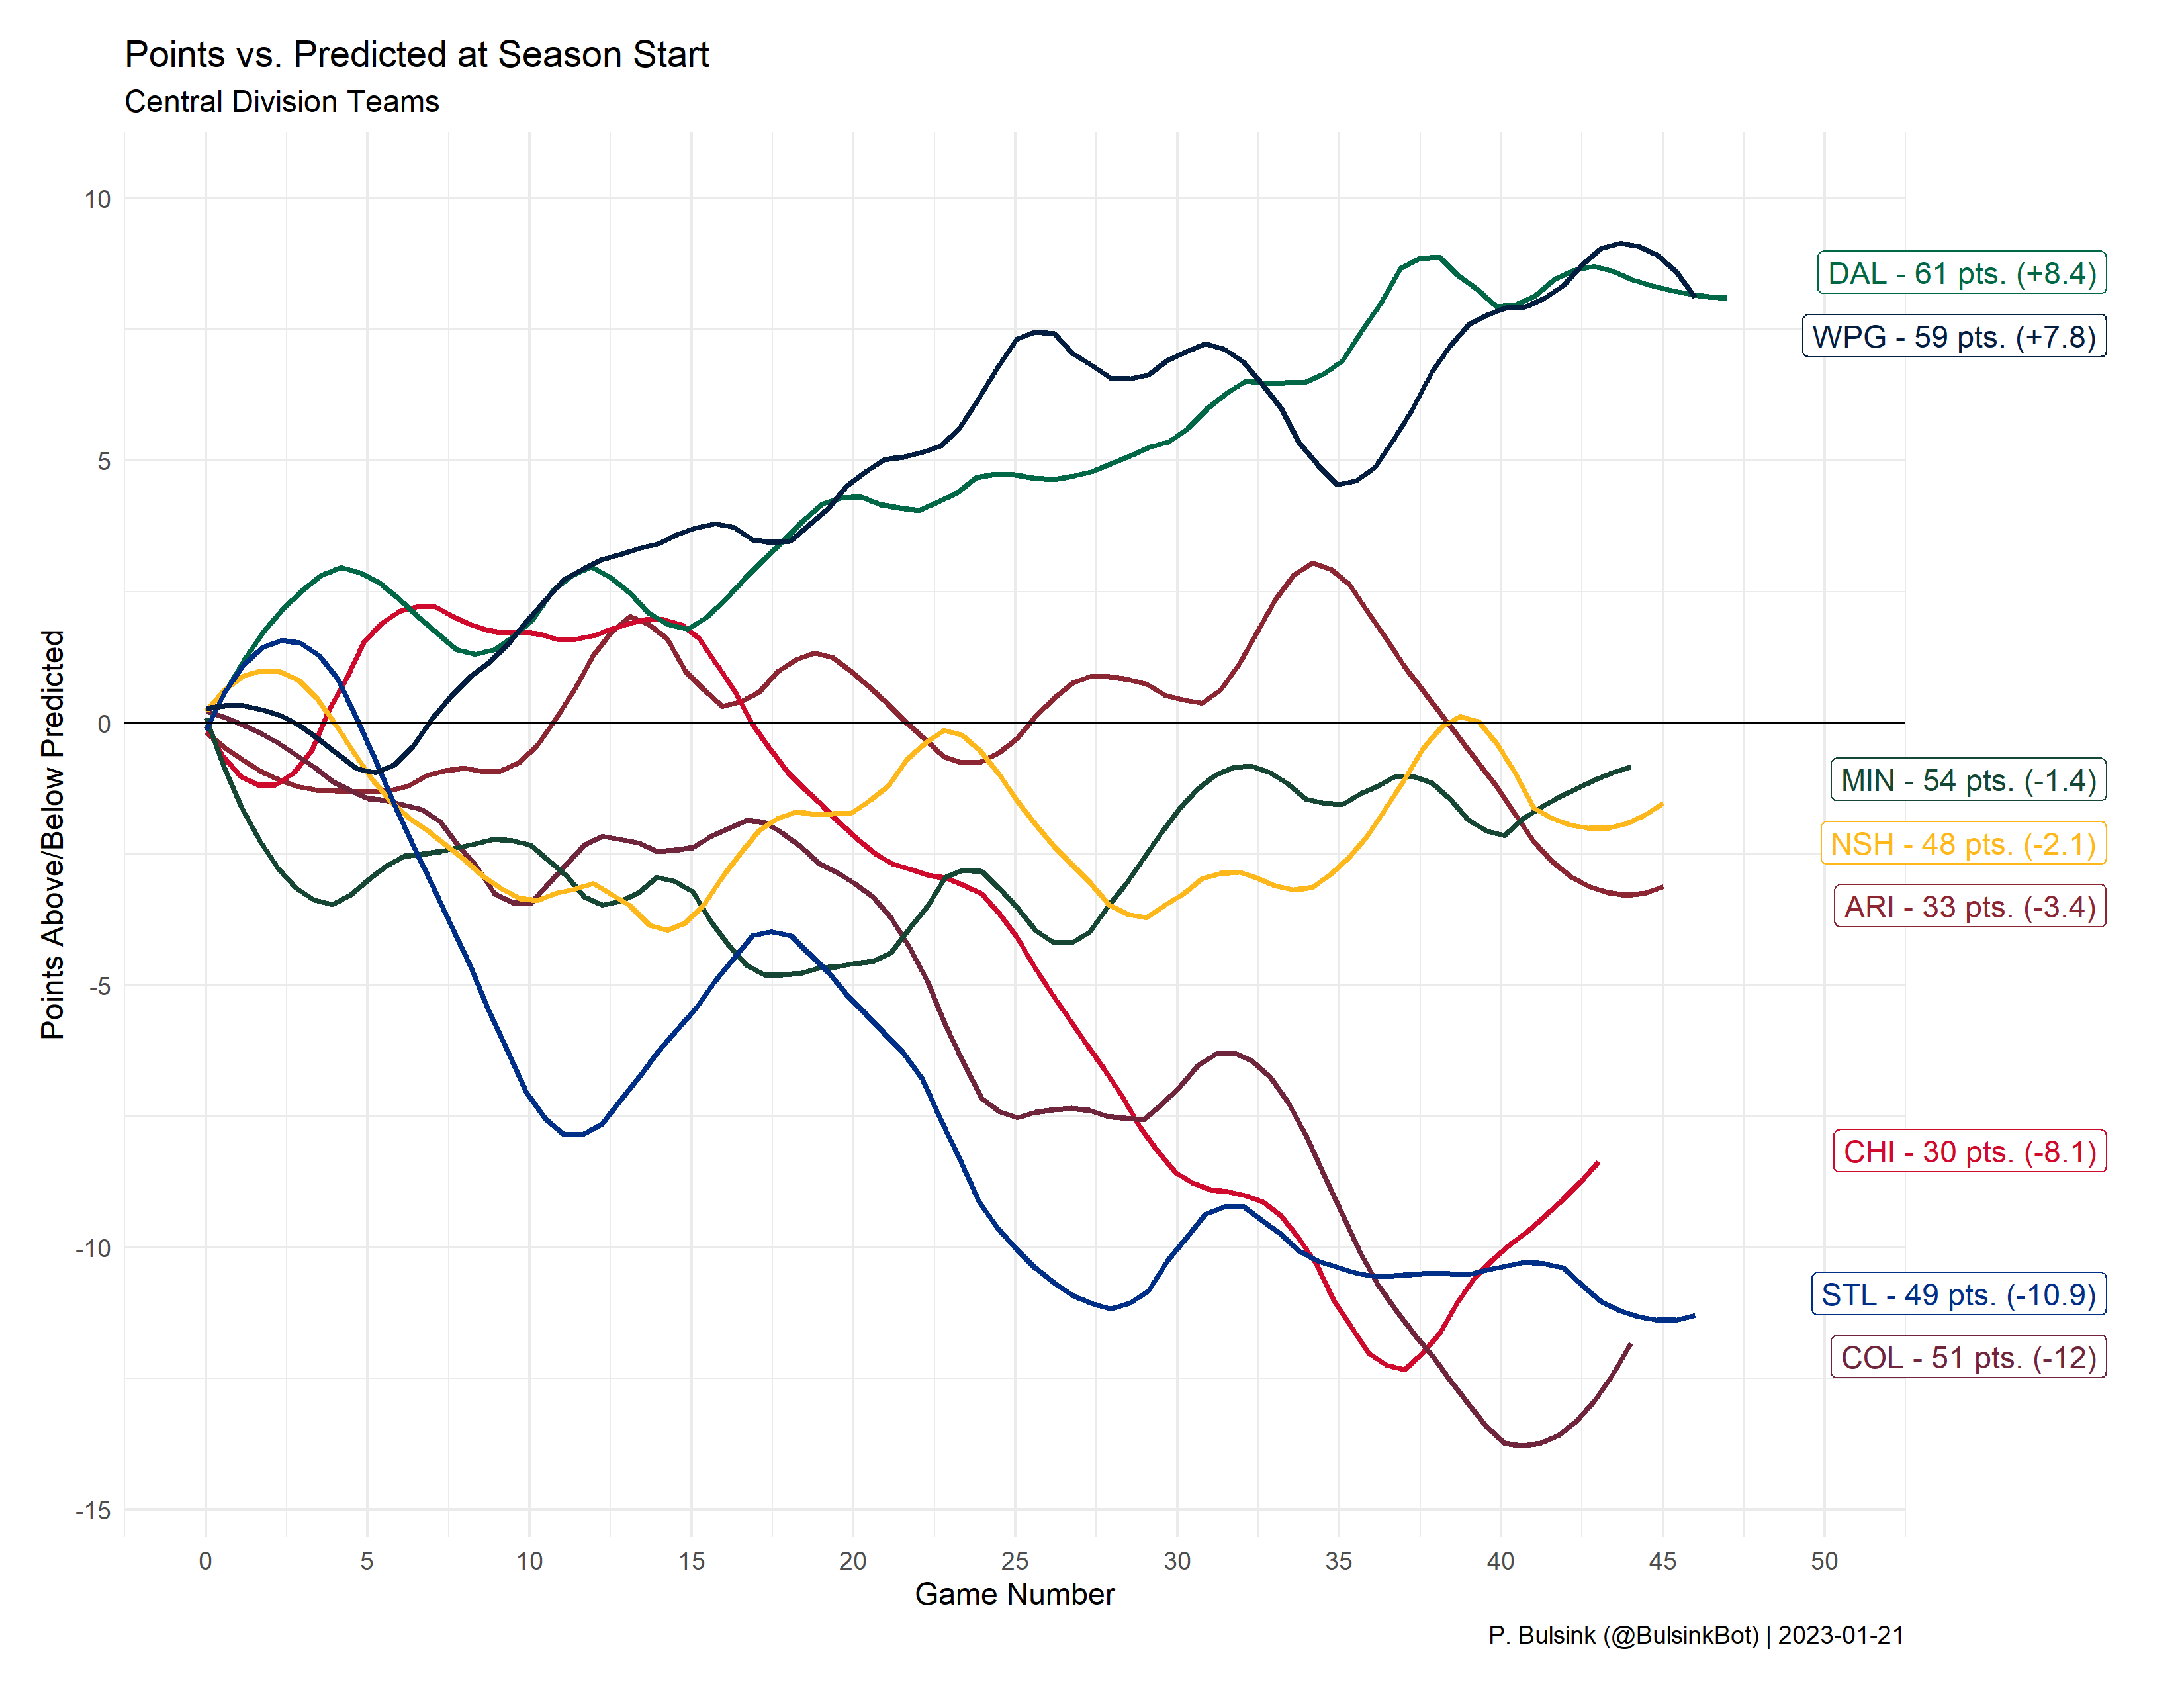 Points vs. Predicted at Season Start
Central Division Teams
Points Above/Below Predicted
10
5
0
-5
-10
-15
DAL - 61 pts. (+8.4)
WPG - 59 pts. (+7.8)
MIN - 54 pts. (-1.4)
NSH - 48 pts. (-2.1)
ARI - 33 pts. (-3.4)
CHI - 30 pts. (-8.1)
STL - 49 pts. (-10.9)
COL - 51 pts. (-12)
0 5 10 15 20 25 30 35 40 45 50
Game Number
P. Bulsink (@BulsinkBot) | 2023-01-21